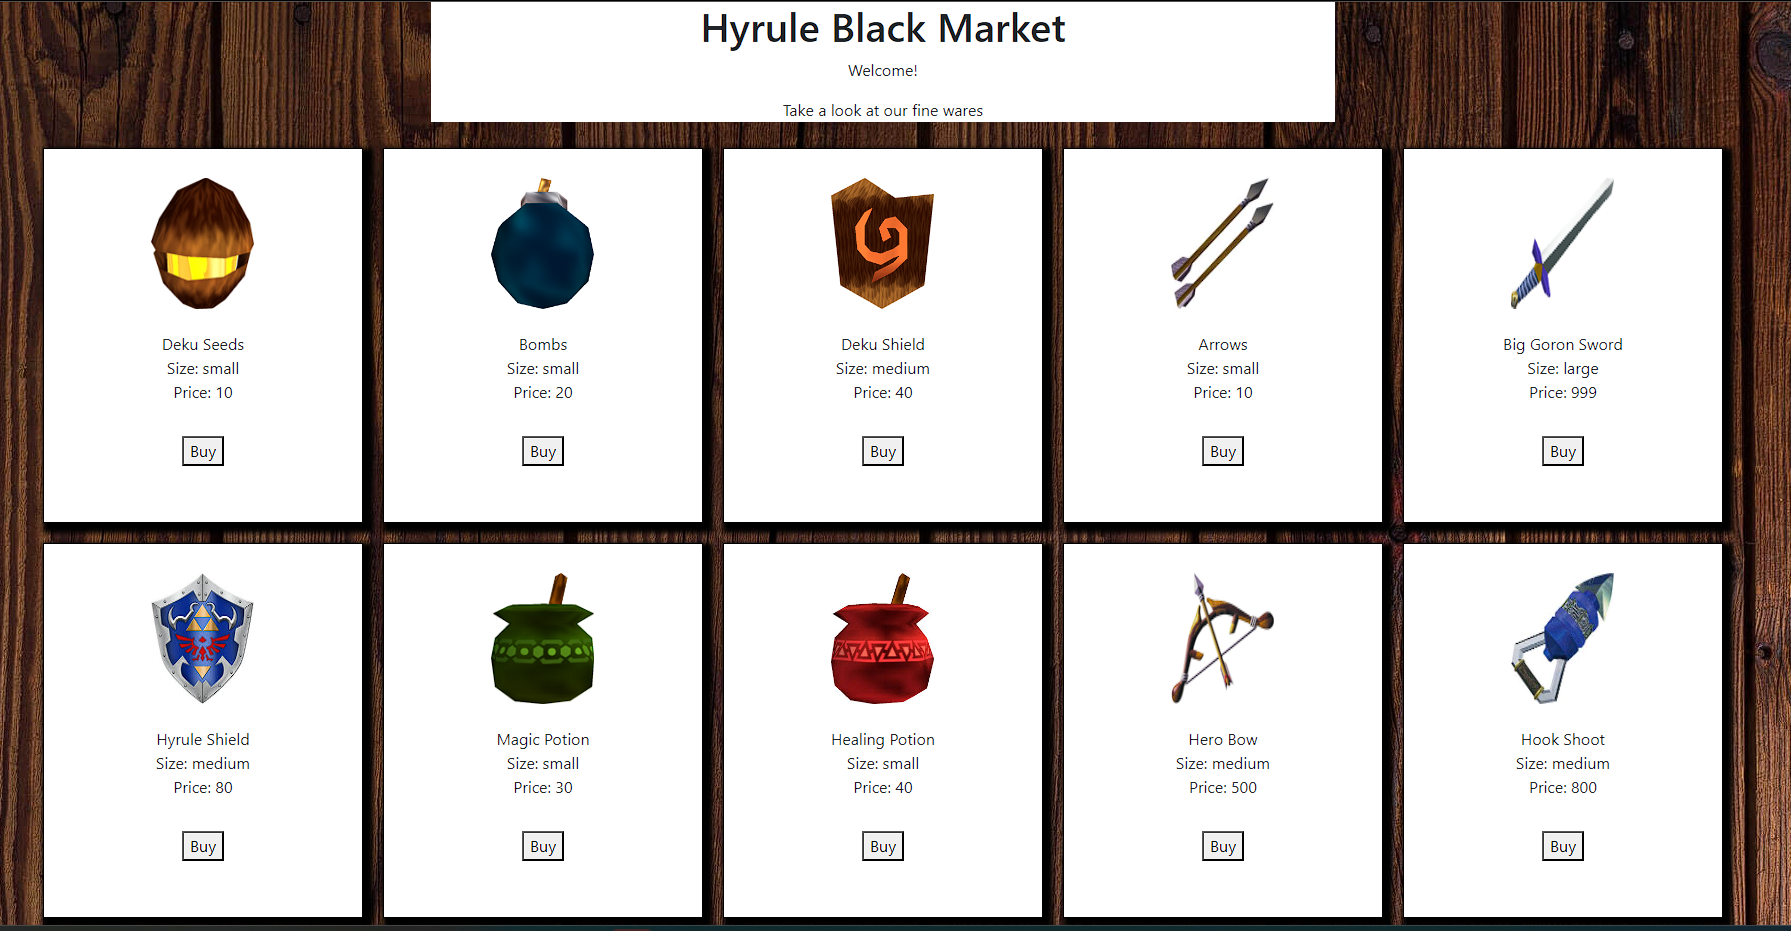 Hyrule Black Market
Welcome!
Take a look at our fine wares
Deku Seeds
Size: small
Price: 10
Buy
Bombs
Size: small
Price: 20
Buy
Deku Shield
Size: medium
Price: 40
Buy
Arrows
Size: small
Price: 10
Buy
Big Goron Sword
Size: large
Price: 999
Buy
Hyrule Shield
Size: medium
Price: 80
Buy
Magic Potion
Size: small
Price: 30
Buy
Healing Potion
Size: small
Price: 40
Buy
Hero Bow
Size: medium
Price: 500
Buy
Hook Shoot
Size: medium
Price: 800
Buy